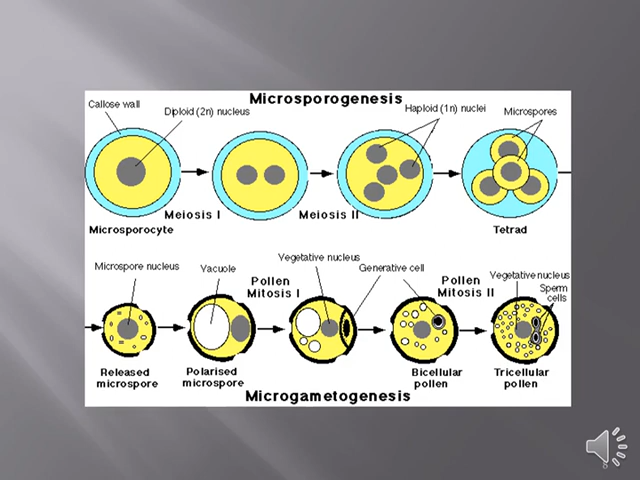 Microsporogenesis
Callose wall
Diploid (2n) nucleus
Haploid (1n) nuclei
Microspores
Meiosis I
Meiosis II
Microsporocyte
Tetrad
Microspore nucleus
Vacuole
Pollen
Mitosis I
Vegetative nucleus
Generative cell
Pollen
Mitosis II
Vegetative nucleus
Sperm
cells
Released
microspore
Polarised
microspore
Bicellular
pollen
Tricellular
pollen
Microgametogenesis